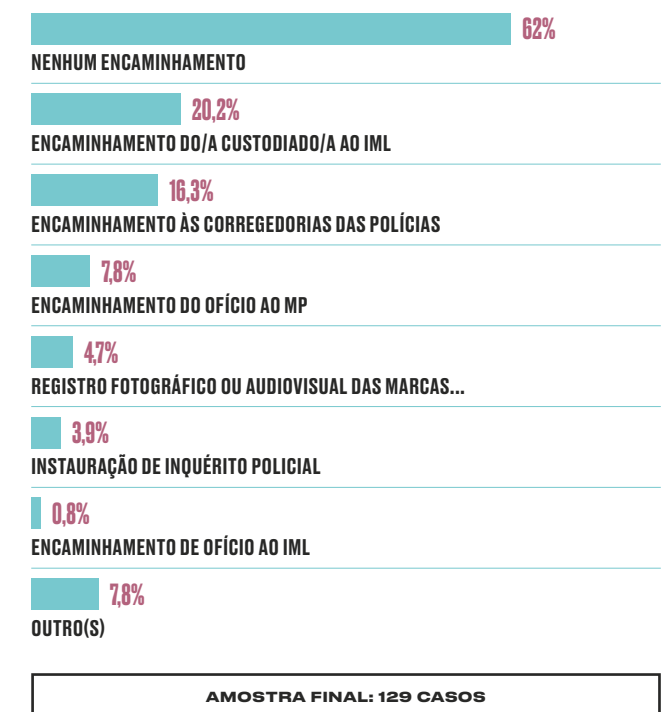 62%
NENHUM ENCAMINHAMENTO
20,2%
ENCAMINHAMENTO DO/A CUSTODIADO/A AO IML
16,3%
ENCAMINHAMENTO ÀS CORREGEDORIAS DAS POLÍCIAS
7,8%
ENCAMINHAMENTO DO OFÍCIO AO MP
4,7%
REGISTRO FOTOGRÁFICO OU AUDIOVISUAL DAS MARCAS...
3,9%
INSTAURAÇÃO DE INQUÉRITO POLICIAL
0,8%
ENCAMINHAMENTO DE OFÍCIO AO IML
7,8%
OUTRO(S)
AMOSTRA FINAL: 129 CASOS